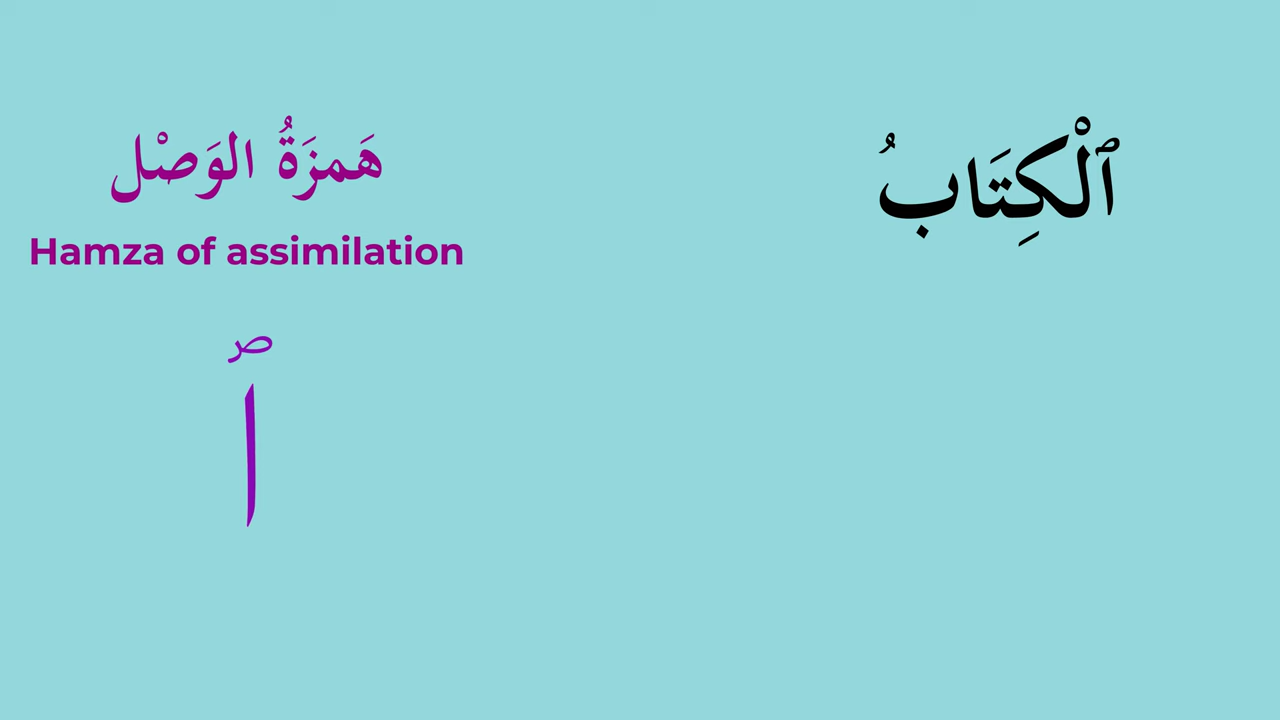 هَمزَةُ الوَصْل
Hamza of assimilation
ٱ
ٱلْكِتَابُ